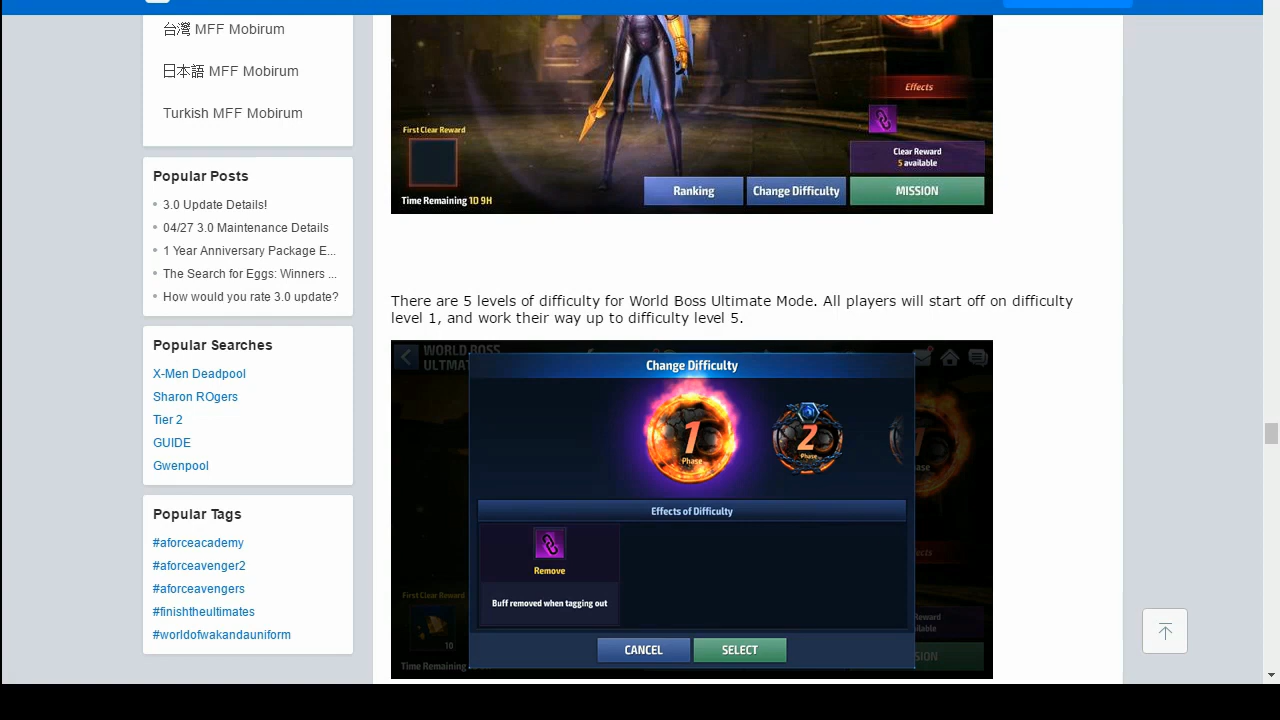 台灣 MFF Mobirum
日本語 MFF Mobirum
Turkish MFF Mobirum
Popular Posts
3.0 Update Details!
04/27 3.0 Maintenance Details
1 Year Anniversary Package E...
The Search for Eggs: Winners ...
How would you rate 3.0 update?
Popular Searches
X-Men Deadpool
Sharon ROgers
Tier 2
GUIDE
Gwenpool
Popular Tags
#aforceacademy
#aforceavenger2
#aforceavengers
#finishtheultimates
#worldofwakandauniform
Effects
First Clear Reward
Clear Reward
5 available
Time Remaining 1D 9H
Ranking
Change Difficulty
MISSION
There are 5 levels of difficulty for World Boss Ultimate Mode. All players will start off on difficulty
level 1, and work their way up to difficulty level 5.
WORLD BOSS
Change Difficulty
1
Phase
2
Phase
Effects of Difficulty
Remove
Buff removed when tagging out
First Clear Reward
10
Time Remaining
CANCEL
SELECT